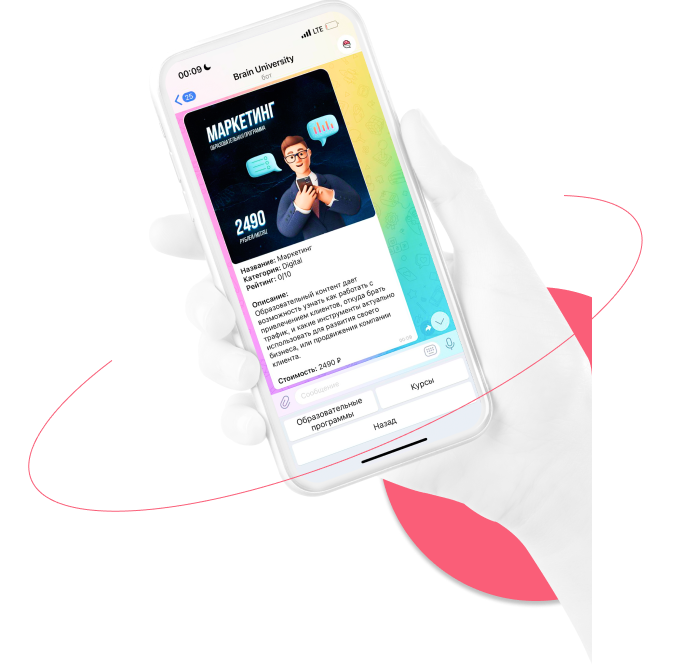 00:09
LTE
25
Brain University
бот
МАРКЕТИНГ
ОБРАЗОВАТЕЛЬНАЯ ПРОГРАММА
2490
РУБЛЕЙ/МЕСЯЦ
Название: Маркетинг
Категория: Digital
Рейтинг: 0/10
Описание:
Образовательный контент дает
возможность узнать как работать с
привлечением клиентов, откуда брать
трафик, и какие инструменты актуально
использовать для развития своего
бизнеса, или продвижения компании
клиента.
Стоимость: 2490 ₽
Сообщение
Образовательные
программы
Курсы
Назад